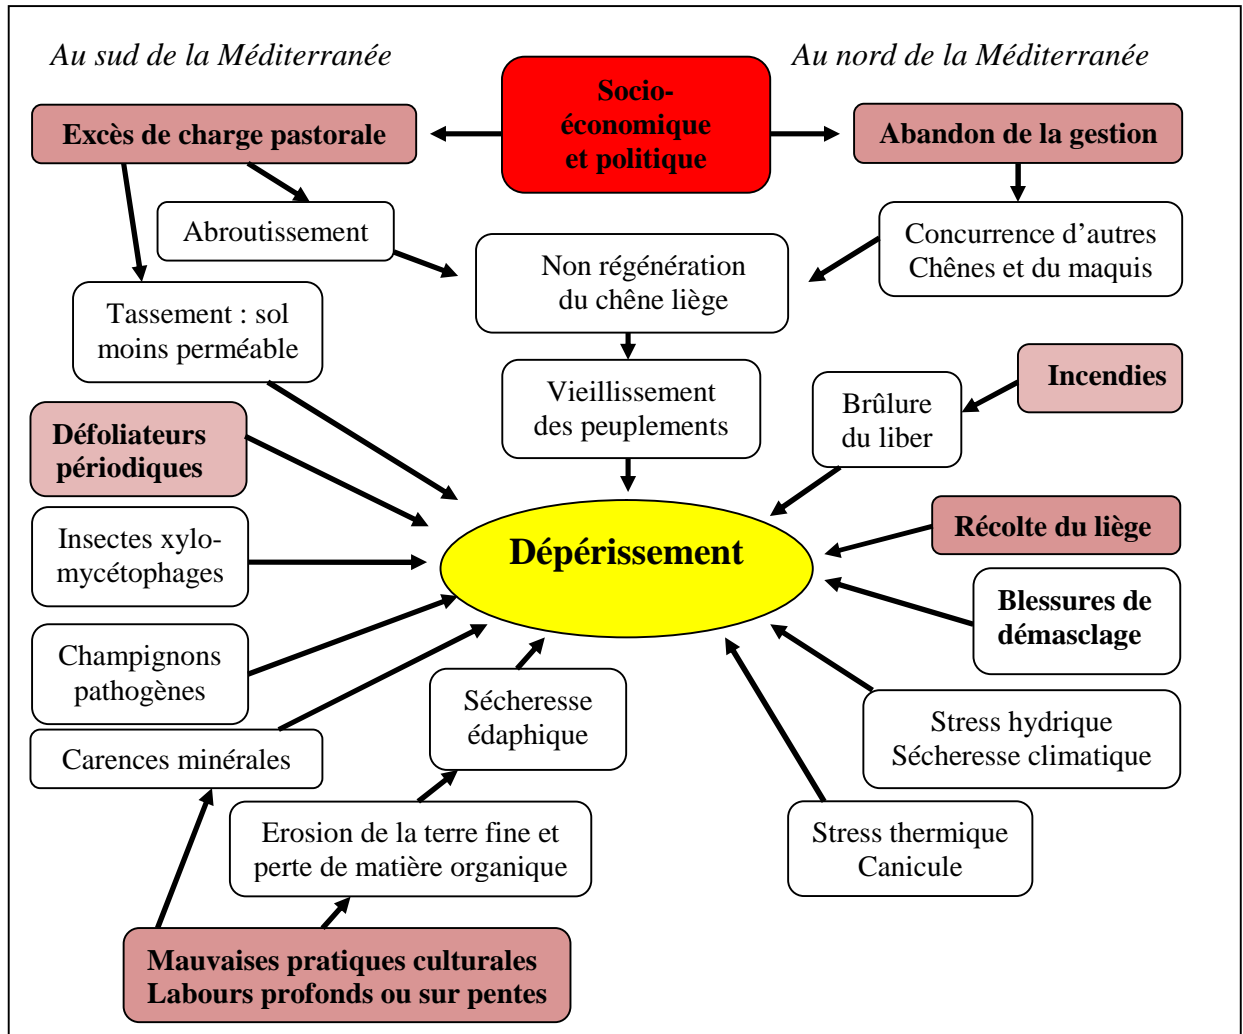 Au sud de la Méditerranée
Au nord de la Méditerranée
Socio-
économique
et politique
Excès de charge pastorale
Abandon de la gestion
Abroutissement
Concurrence d’autres
Chênes et du maquis
Non régénération
du chêne liège
Tassement : sol
moins perméable
Vieillissement
des peuplements
Incendies
Brûlure
du liber
Défoliateurs
périodiques
Récolte du liège
Insectes xylo-
mycétophages
Dépérissement
Blessures de
démasclage
Champignons
pathogènes
Sécheresse
édaphique
Stress hydrique
Sécheresse climatique
Carences minérales
Erosion de la terre fine et
perte de matière organique
Stress thermique
Canicule
Mauvaises pratiques culturales
Labours profonds ou sur pentes